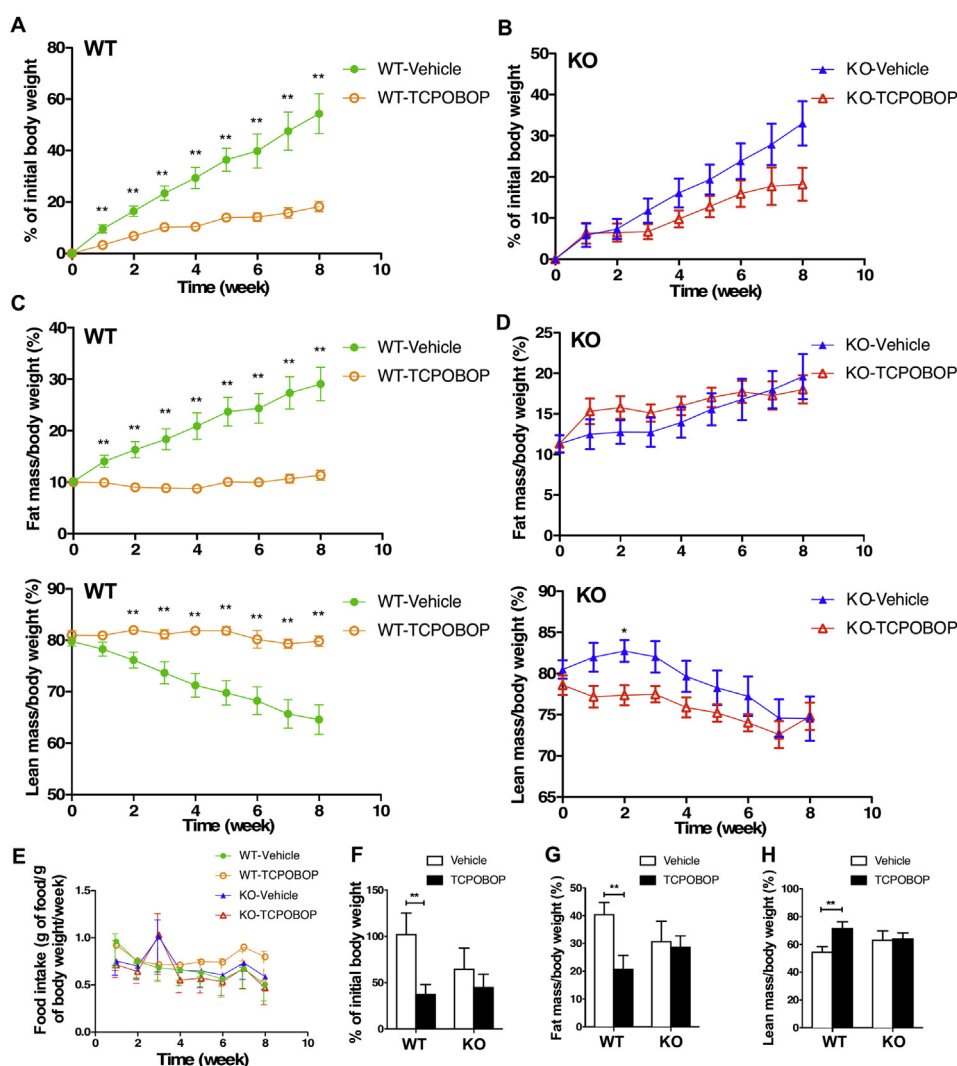 A
WT
% of initial body weight
80
60
40
20
0
0 2 4 6 8 10
Time (week)
** ** ** ** ** ** ** **
WT-Vehicle
WT-TCPOBOP
B
KO
% of initial body weight
50
40
30
20
10
0
0 2 4 6 8 10
Time (week)
KO-Vehicle
KO-TCPOBOP
C
WT
Fat mass/body weight (%)
40
30
20
10
0
0 2 4 6 8 10
** ** ** ** ** ** ** **
WT-Vehicle
WT-TCPOBOP
D
KO
Fat mass/body weight (%)
25
20
15
10
5
0
0 2 4 6 8 10
KO-Vehicle
KO-TCPOBOP
WT
Lean mass/body weight (%)
90
80
70
60
50
0 2 4 6 8 10
Time (week)
** ** ** ** ** ** **
WT-Vehicle
WT-TCPOBOP
KO
Lean mass/body weight (%)
90
85
80
75
70
65
0 2 4 6 8 10
Time (week)
*
KO-Vehicle
KO-TCPOBOP
E
Food intake (g of food/g
of body weight/week)
1.5
1.0
0.5
0.0
0 2 4 6 8 10
Time (week)
WT-Vehicle
WT-TCPOBOP
KO-Vehicle
KO-TCPOBOP
F
% of initial body weight
150
100
50
0
**
WT KO
Vehicle
TCPOBOP
G
Fat mass/body weight (%)
50
40
30
20
10
0
**
WT KO
Vehicle
TCPOBOP
H
Lean mass/body weight (%)
100
80
60
40
20
0
**
WT KO
Vehicle
TCPOBOP